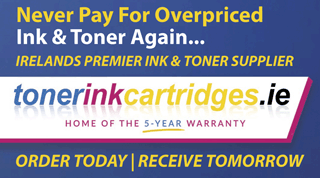 Never Pay For Overpriced
Ink & Toner Again...
IRELANDS PREMIER INK & TONER SUPPLIER
tonerinkcartridges.ie
HOME OF THE 5-YEAR WARRANTY
ORDER TODAY | RECEIVE TOMORROW